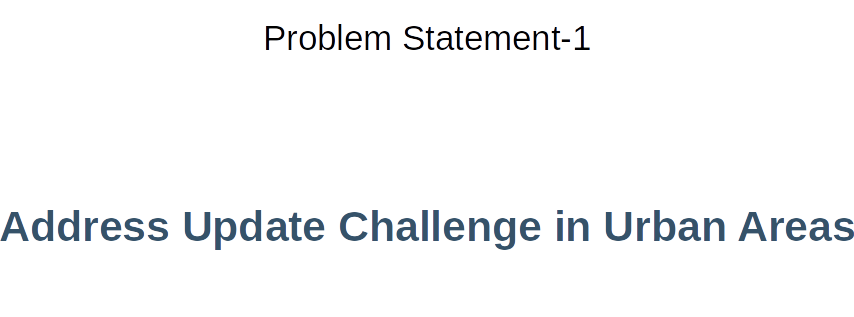 Problem Statement-1
Address Update Challenge in Urban Areas